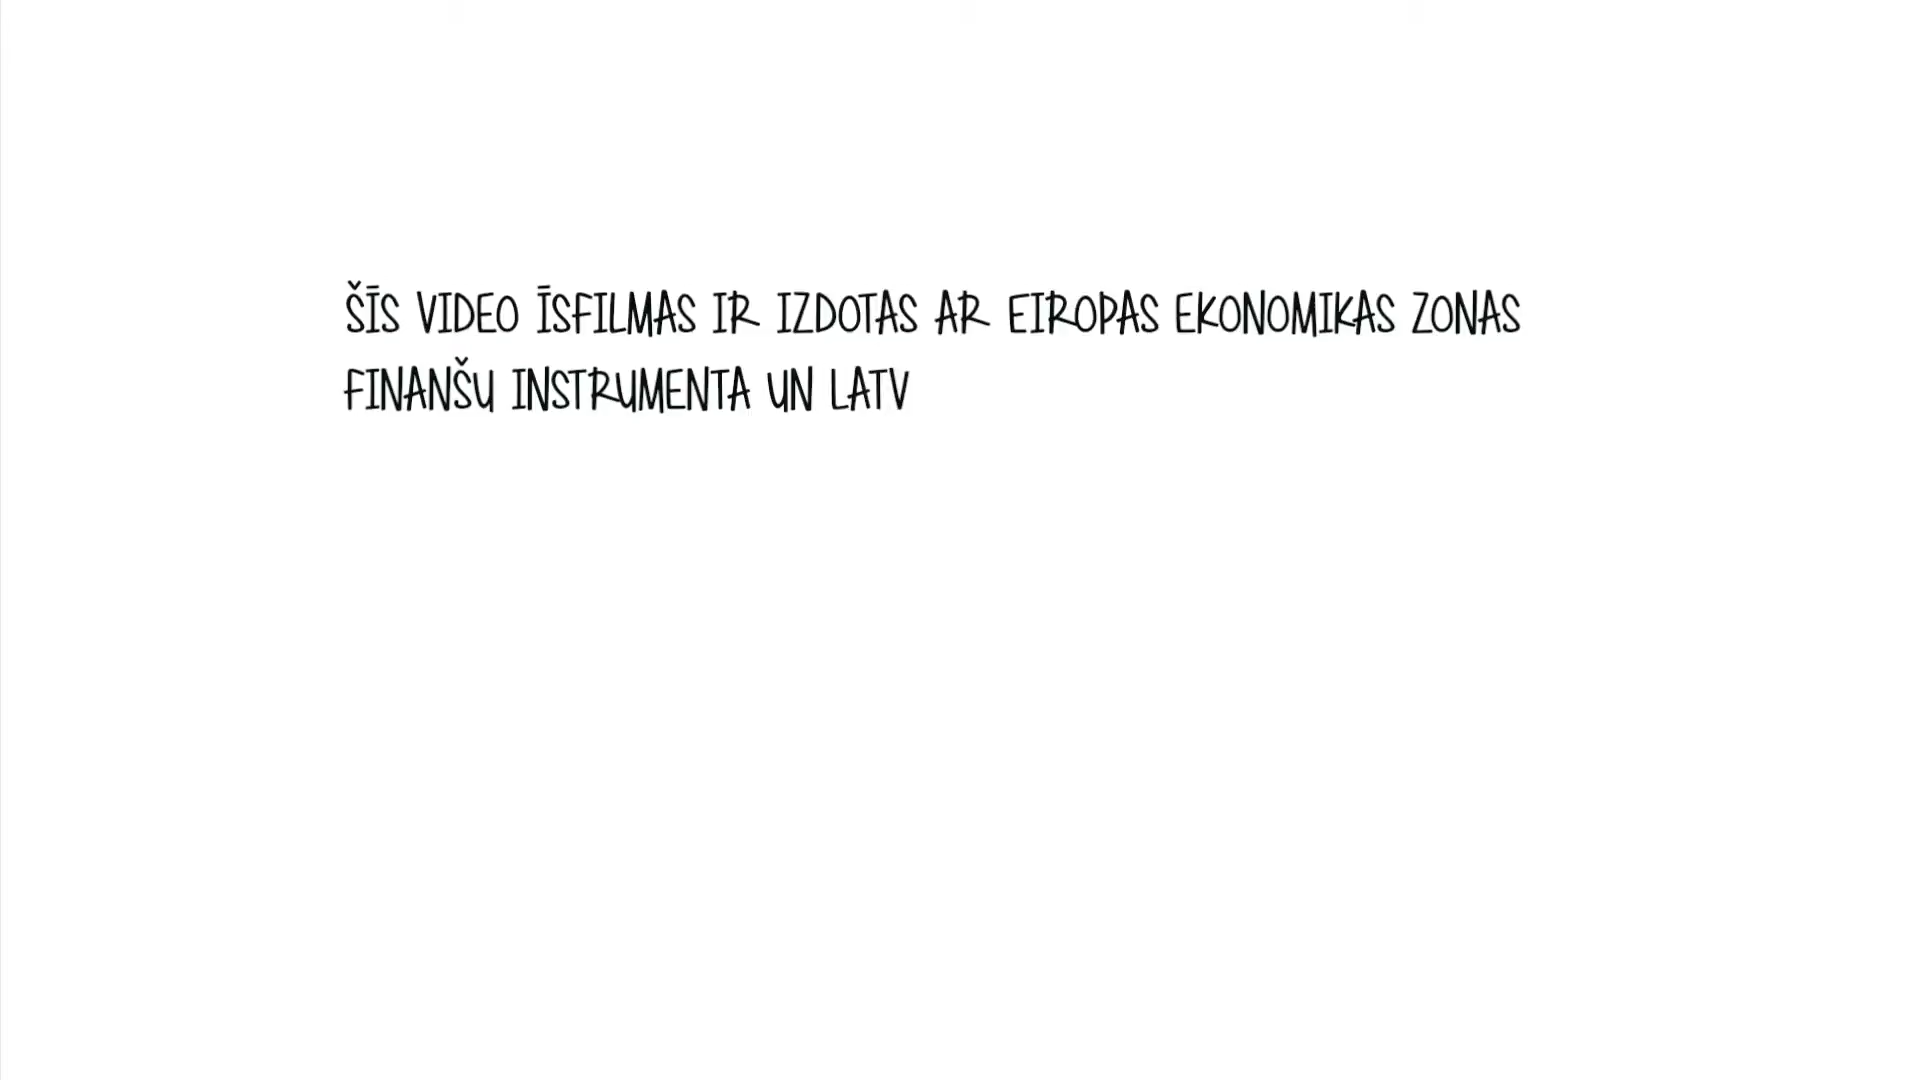 ŠĪS VIDEO ĪSFILMAS IR IZDOTAS AR EIROPAS EKONOMIKAS ZONAS
FINANŠU INSTRUMENTA UN LATV